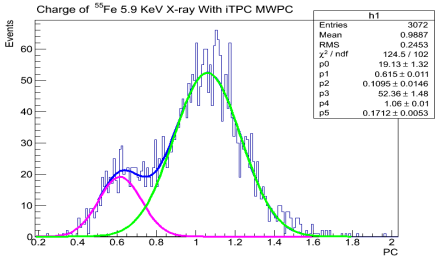 Charge of ⁵⁵Fe 5.9 KeV X-ray With iTPC MWPC
h1
Entries 3072
Mean 0.9887
RMS 0.2453
χ² / ndf 124.5 / 102
p0 19.13 ± 1.32
p1 0.615 ± 0.011
p2 0.1095 ± 0.0146
p3 52.36 ± 1.48
p4 1.06 ± 0.01
p5 0.1712 ± 0.0053
Events
60
50
40
30
20
10
0
0.2 0.4 0.6 0.8 1 1.2 1.4 1.6 1.8 2
PC